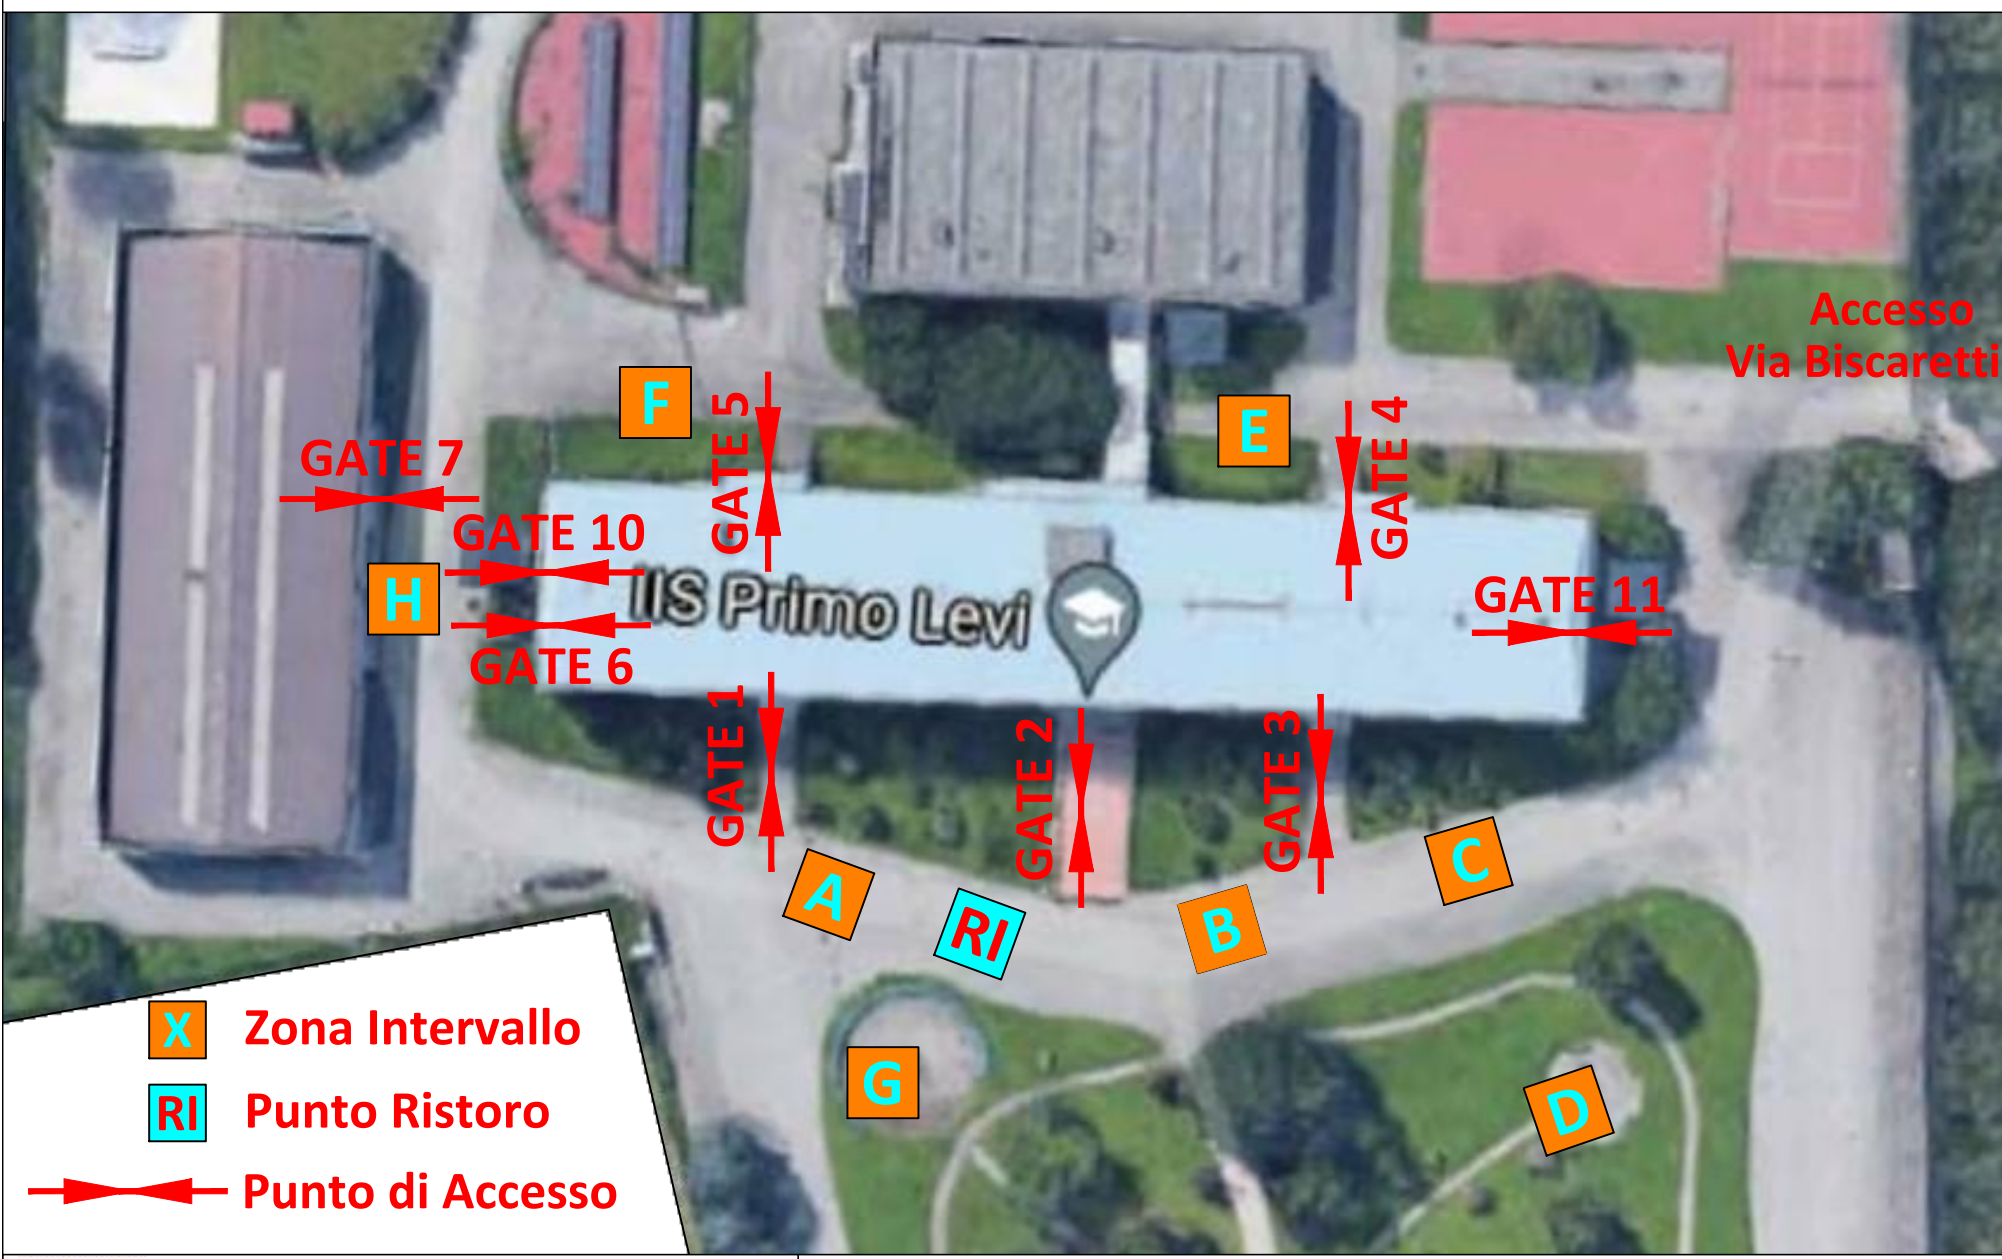 Accesso
Via Biscaretti
F
GATE 5
E
GATE 4
GATE 7
GATE 10
H
IIS Primo Levi
GATE 11
GATE 6
GATE 1
GATE 2
GATE 3
A
RI
B
C
G
D
X Zona Intervallo
RI Punto Ristoro
Punto di Accesso